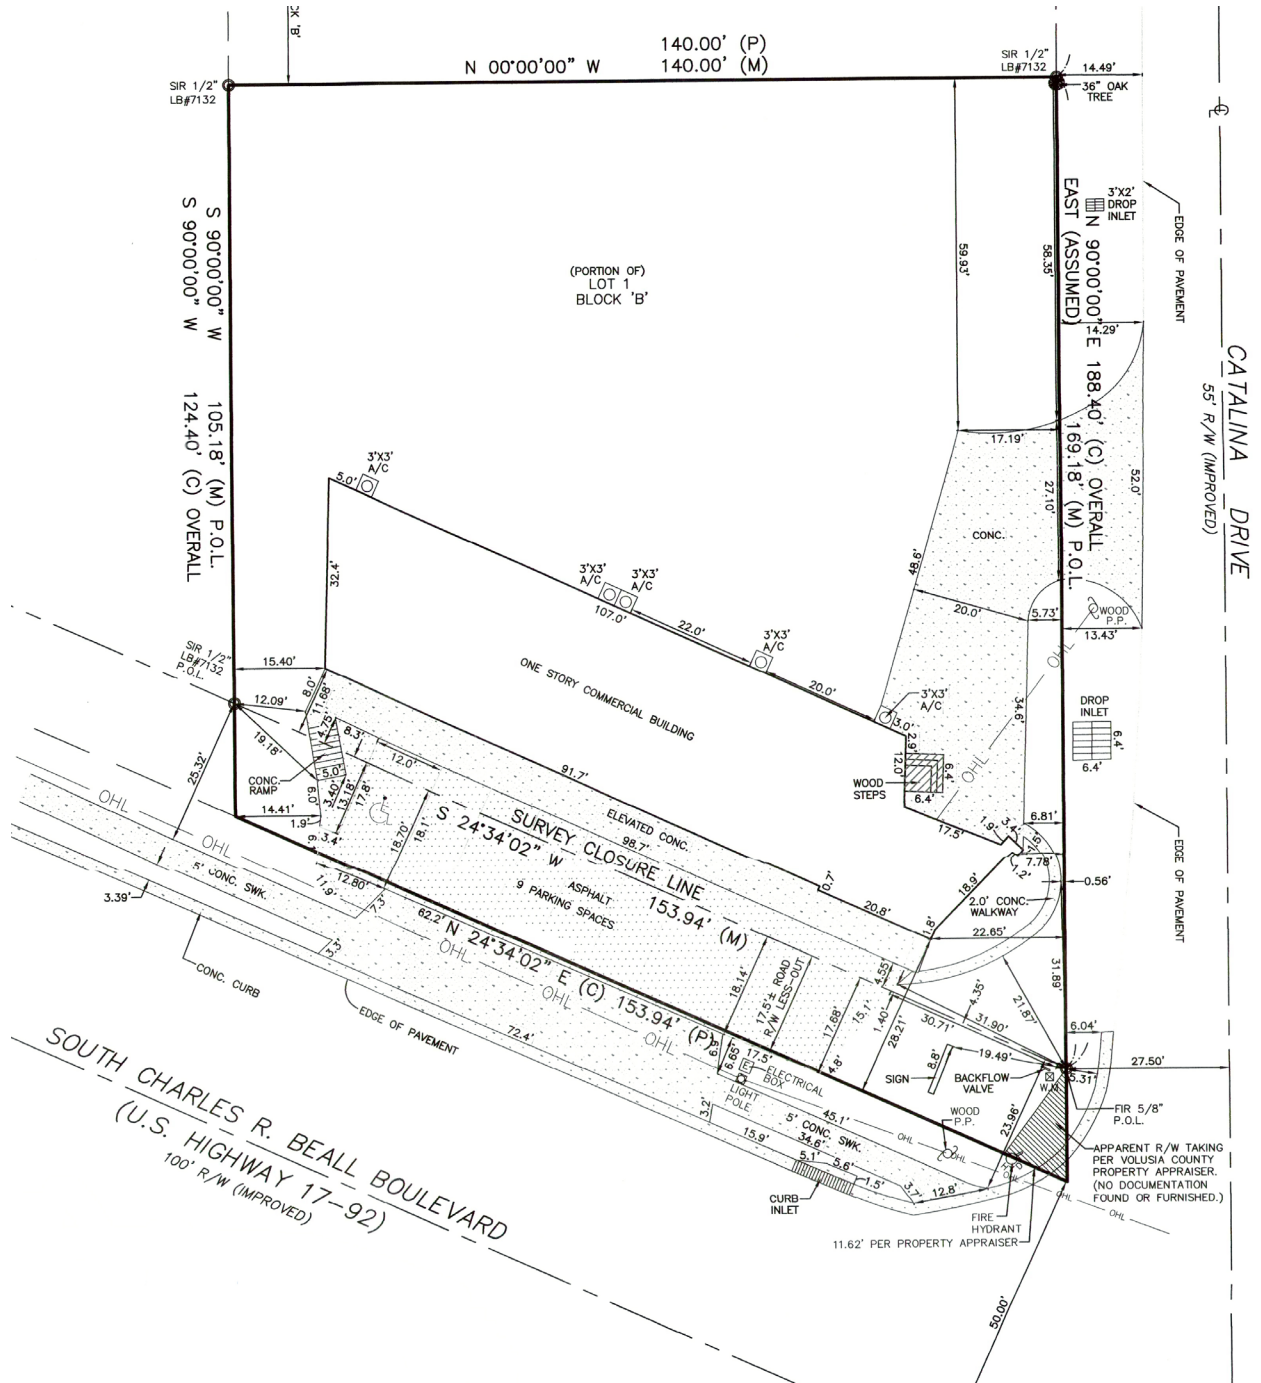 CK 'B'
140.00' (P)
N 00°00'00" W 140.00' (M)
SIR 1/2"
LB#7132
SIR 1/2"
LB#7132
14.49'
36" OAK
TREE
3'X2'
DROP
INLET
EDGE OF PAVEMENT
S 90°00'00" W 105.18' (M) P.O.L.
S 90°00'00" W 124.40' (C) OVERALL
(PORTION OF)
LOT 1
BLOCK 'B'
59.93'
58.35'
N 90°00'00" E 188.40' (C) OVERALL
EAST (ASSUMED) 169.18' (M) P.O.L.
14.29'
CATALINA DRIVE
55' R/W (IMPROVED)
17.19'
52.0'
27.10'
CONC.
3'X3'
A/C
5.0'
32.4'
3'X3'
A/C
3'X3'
A/C
107.0'
22.0'
3'X3'
A/C
20.0'
48.6'
20.0'
5.73'
WOOD
P.P.
13.43'
OHL
3'X3'
A/C
3.0'
2.9'
12.0'
6.4'
6.4'
WOOD
STEPS
OHL
34.6'
DROP
INLET
6.4'
6.4'
ONE STORY COMMERCIAL BUILDING
SIR 1/2"
LB#7132
P.O.L.
15.40'
12.09'
8.0'
11.68'
4.75'
19.18'
25.32'
CONC.
RAMP
8.3'
12.0'
5.0'
3.40'
13.18'
17.8'
6.0'
14.41'
1.9'
3.4'
91.7'
18.70'
18.1'
ELEVATED CONC.
98.7'
SURVEY CLOSURE LINE
S 24°34'02" W 153.94' (M)
ASPHALT
9 PARKING SPACES
0.7'
20.8'
1.8'
17.5'
1.9'
3.4'
6.81'
7.78'
1.2'
18.9'
0.56'
2.0' CONC.
WALKWAY
22.65'
31.89'
EDGE OF PAVEMENT
OHL
OHL
5' CONC. SWK.
3.39'
12.80'
11.9'
7.3'
62.2'
N 24°34'02" E (C) 153.94' (P)
OHL
OHL
OHL
CONC. CURB
EDGE OF PAVEMENT
72.4'
18.14'
17.5'± ROAD
R/W LESS-OUT
17.68'
15.1'
1.40'
28.21'
4.55'
4.35'
31.90'
30.71'
21.87'
6.04'
27.50'
19.49'
8.8'
SIGN
BACKFLOW
VALVE
5.31'
FIR 5/8"
P.O.L.
6.9'
6.65'
17.5'
4.8'
E
ELECTRICAL
BOX
LIGHT
POLE
3.2'
15.9'
5' CONC. SWK.
45.1'
34.6'
OHL
WOOD
P.P.
OHL
23.96'
APPARENT R/W TAKING
PER VOLUSIA COUNTY
PROPERTY APPRAISER.
(NO DOCUMENTATION
FOUND OR FURNISHED.)
5.1'
5.6'
1.5'
3.7'
12.8'
CURB
INLET
FIRE
HYDRANT
OHL
OHL
OHL
11.62' PER PROPERTY APPRAISER
50.00'
SOUTH CHARLES R. BEALL BOULEVARD
(U.S. HIGHWAY 17-92)
100' R/W (IMPROVED)